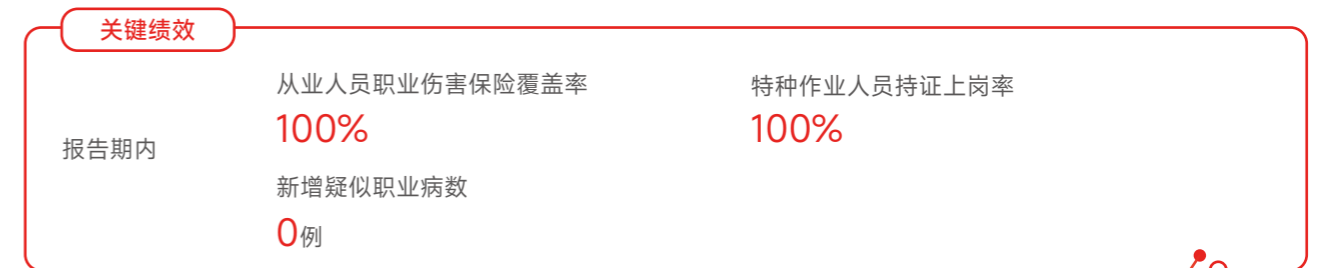 关键绩效
报告期内
从业人员职业伤害保险覆盖率
100%
特种作业人员持证上岗率
100%
新增疑似职业病数
0例